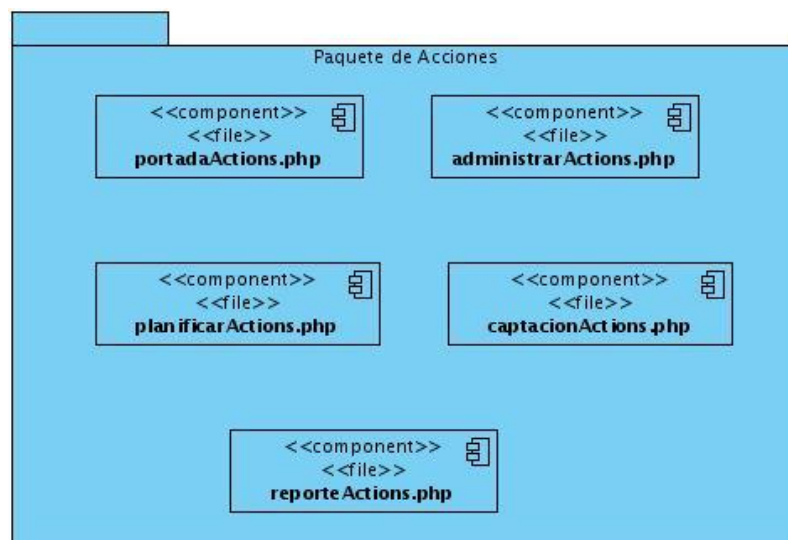 Paquete de Acciones
<<component>>
<<file>>
portadaActions.php
<<component>>
<<file>>
administrarActions.php
<<component>>
<<file>>
planificarActions.php
<<component>>
<<file>>
captacionActions.php
<<component>>
<<file>>
reporteActions.php